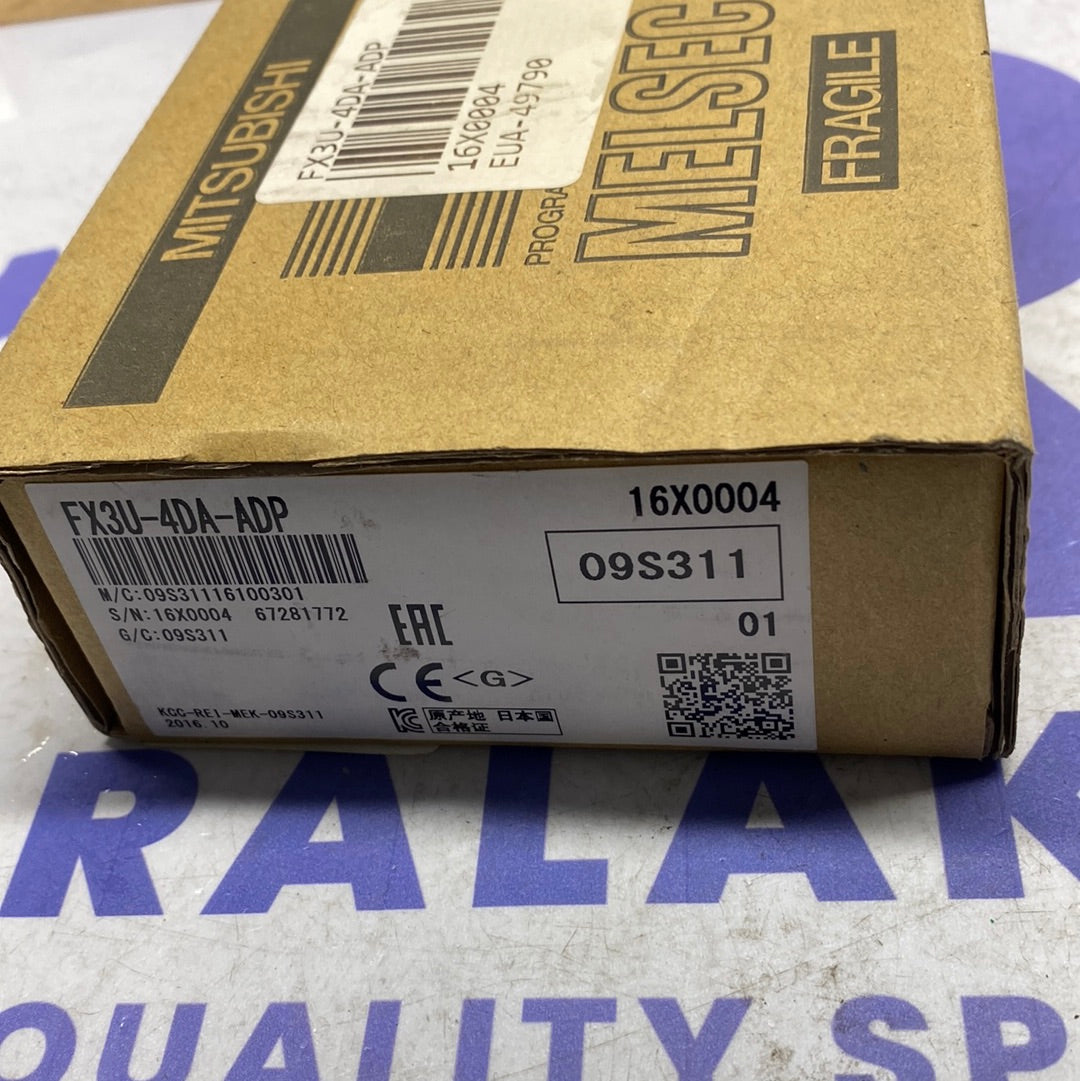 MITSUBISHI
FX3U-4DA-ADP
16X0004
EUA-49790
PROGRA
MELSEC
FRAGILE
FX3U-4DA-ADP
16X0004
09S311
M/C:09S31116100301
S/N:16X0004 67281772
G/C:09S311
01
EAC
CE <G>
KCC-REI-MEK-09S311
2016.10
原产地 日本国
合格证
RALAK
QUALITY SP